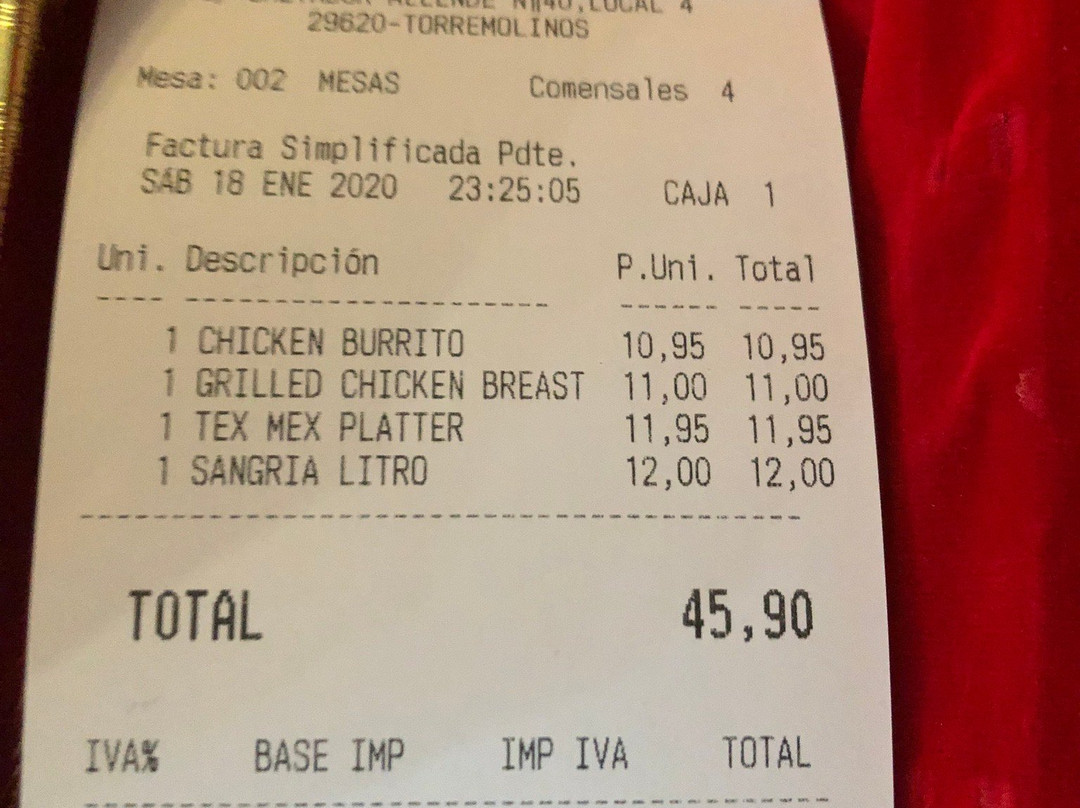 ALLENDE LOCAL 4
29620-TORREMOLINOS
Mesa: 002 MESAS Comensales 4
Factura Simplificada Pdte.
SÁB 18 ENE 2020 23:25:05 CAJA 1
Uni. Descripción P.Uni. Total
1 CHICKEN BURRITO 10,95 10,95
1 GRILLED CHICKEN BREAST 11,00 11,00
1 TEX MEX PLATTER 11,95 11,95
1 SANGRIA LITRO 12,00 12,00
TOTAL 45,90
IVA% BASE IMP IMP IVA TOTAL